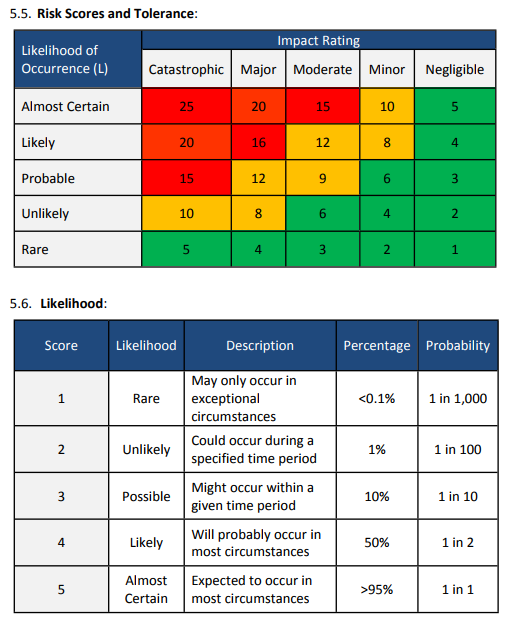 5.5. Risk Scores and Tolerance:
Likelihood of
Occurrence (L)
Impact Rating
Catastrophic Major Moderate Minor Negligible
Almost Certain 25 20 15 10 5
Likely 20 16 12 8 4
Probable 15 12 9 6 3
Unlikely 10 8 6 4 2
Rare 5 4 3 2 1
5.6. Likelihood:
Score Likelihood Description Percentage Probability
1 Rare May only occur in
exceptional
circumstances <0.1% 1 in 1,000
2 Unlikely Could occur during a
specified time period 1% 1 in 100
3 Possible Might occur within a
given time period 10% 1 in 10
4 Likely Will probably occur in
most circumstances 50% 1 in 2
5 Almost
Certain Expected to occur in
most circumstances >95% 1 in 1